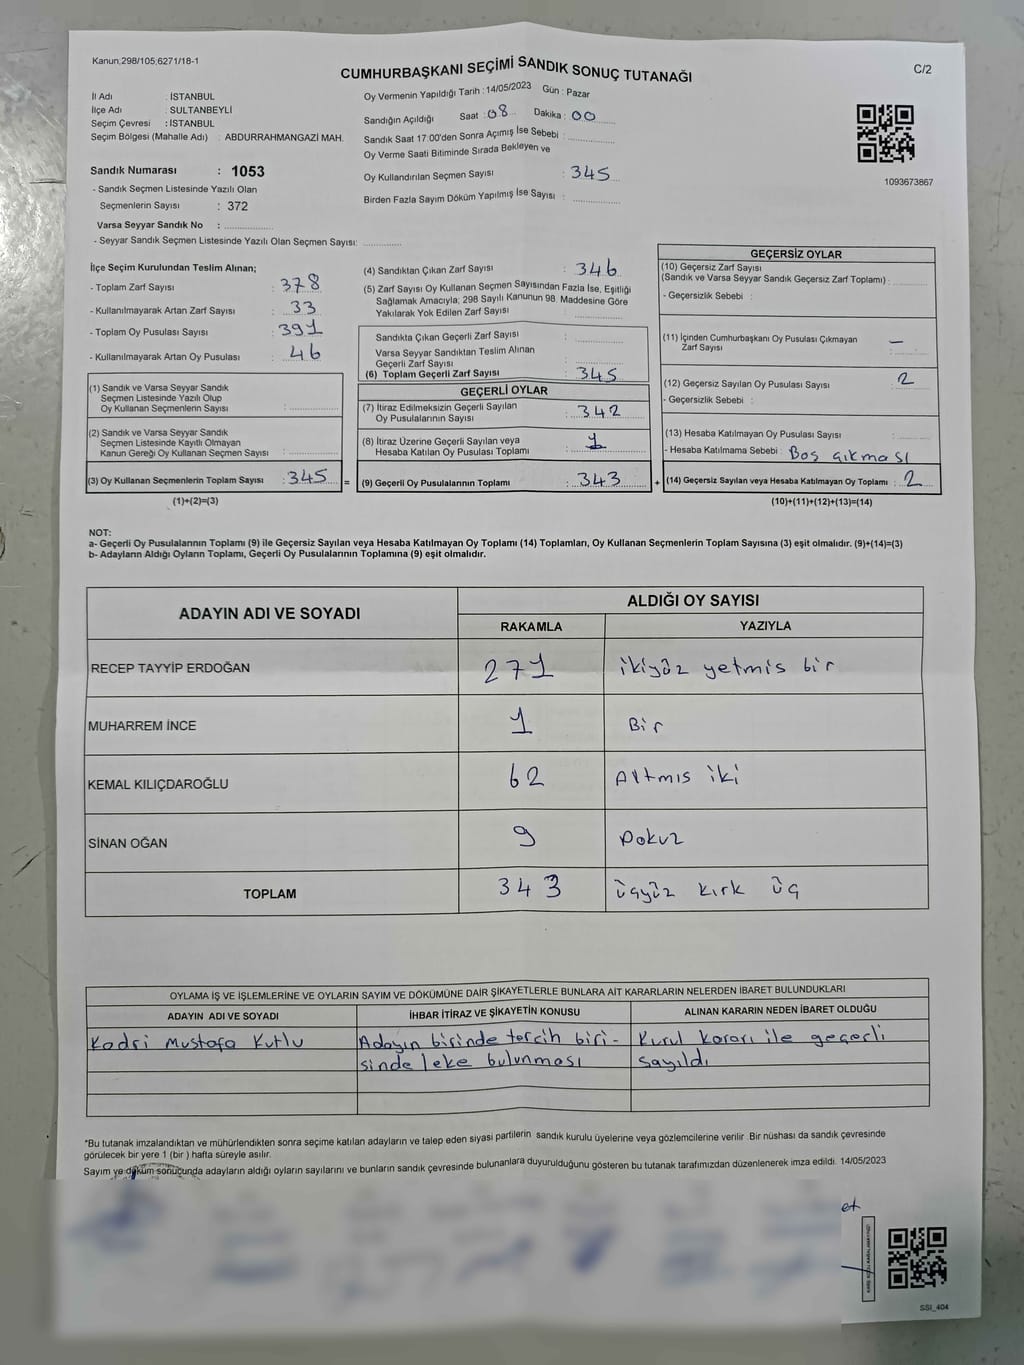 Kanun,298/105,6271/18-1
CUMHURBAŞKANI SEÇİMİ SANDIK SONUÇ TUTANAĞI
C/2
İl Adı : İSTANBUL
İlçe Adı : SULTANBEYLİ
Seçim Çevresi : İSTANBUL
Seçim Bölgesi (Mahalle Adı) : ABDURRAHMANGAZİ MAH.
Sandık Numarası : 1053
- Sandık Seçmen Listesinde Yazılı Olan
Seçmenlerin Sayısı : 372
Varsa Seyyar Sandık No :
- Seyyar Sandık Seçmen Listesinde Yazılı Olan Seçmen Sayısı:
Oy Vermenin Yapıldığı Tarih : 14/05/2023 Gün : Pazar
Sandığın Açıldığı Saat : 08 Dakika : 00
Sandık Saat 17:00'den Sonra Açımış İse Sebebi :
Oy Verme Saati Bitiminde Sırada Bekleyen ve
Oy Kullandırılan Seçmen Sayısı : 345
Birden Fazla Sayım Döküm Yapılmış İse Sayısı :
1093673867
İlçe Seçim Kurulundan Teslim Alınan;
- Toplam Zarf Sayısı : 378
- Kullanılmayarak Artan Zarf Sayısı : 33
- Toplam Oy Pusulası Sayısı : 391
- Kullanılmayarak Artan Oy Pusulası : 46
(1) Sandık ve Varsa Seyyar Sandık
Seçmen Listesinde Yazılı Olup
Oy Kullanan Seçmenlerin Sayısı :
(2) Sandık ve Varsa Seyyar Sandık
Seçmen Listesinde Kayıtlı Olmayan
Kanun Gereği Oy Kullanan Seçmen Sayısı :
(3) Oy Kullanan Seçmenlerin Toplam Sayısı : 345 =
(1)+(2)=(3)
(4) Sandıktan Çıkan Zarf Sayısı : 346
(5) Zarf Sayısı Oy Kullanan Seçmen Sayısından Fazla İse, Eşitliği
Sağlamak Amacıyla; 298 Sayılı Kanunun 98. Maddesine Göre
Yakılarak Yok Edilen Zarf Sayısı :
Sandıkta Çıkan Geçerli Zarf Sayısı :
Varsa Seyyar Sandıktan Teslim Alınan
Geçerli Zarf Sayısı :
(6) Toplam Geçerli Zarf Sayısı : 345
GEÇERLİ OYLAR
(7) İtiraz Edilmeksizin Geçerli Sayılan
Oy Pusulalarının Sayısı : 342
(8) İtiraz Üzerine Geçerli Sayılan veya
Hesaba Katılan Oy Pusulası Toplamı : 1
(9) Geçerli Oy Pusulalarının Toplamı : 343 +
GEÇERSİZ OYLAR
(10) Geçersiz Zarf Sayısı
(Sandık ve Varsa Seyyar Sandık Geçersiz Zarf Toplamı) :
- Geçersizlik Sebebi :
(11) İçinden Cumhurbaşkanı Oy Pusulası Çıkmayan
Zarf Sayısı : –
(12) Geçersiz Sayılan Oy Pusulası Sayısı : 2
- Geçersizlik Sebebi :
(13) Hesaba Katılmayan Oy Pusulası Sayısı :
- Hesaba Katılmama Sebebi : Boş çıkması
(14) Geçersiz Sayılan veya Hesaba Katılmayan Oy Toplamı : 2
(10)+(11)+(12)+(13)=(14)
NOT:
a- Geçerli Oy Pusulalarının Toplamı (9) ile Geçersiz Sayılan veya Hesaba Katılmayan Oy Toplamı (14) Toplamları, Oy Kullanan Seçmenlerin Toplam Sayısına (3) eşit olmalıdır. (9)+(14)=(3)
b- Adayların Aldığı Oyların Toplamı, Geçerli Oy Pusulalarının Toplamına (9) eşit olmalıdır.
ADAYIN ADI VE SOYADI ALDIĞI OY SAYISI
RAKAMLA YAZIYLA
RECEP TAYYİP ERDOĞAN 271 ikiyüz yetmis bir
MUHARREM İNCE 1 Bir
KEMAL KILIÇDAROĞLU 62 Altmıs iki
SİNAN OĞAN 9 Dokuz
TOPLAM 343 üçyüz kırk üç
OYLAMA İŞ VE İŞLEMLERİNE VE OYLARIN SAYIM VE DÖKÜMÜNE DAİR ŞİKAYETLERLE BUNLARA AİT KARARLARIN NELERDEN İBARET BULUNDUKLARI
ADAYIN ADI VE SOYADI İHBAR İTİRAZ VE ŞİKAYETİN KONUSU ALINAN KARARIN NEDEN İBARET OLDUĞU
Kadri Mustafa Kutlu Adayın birinde tercih biri- Kurul kararı ile geçerli
sinde leke bulunması sayıldı
*Bu tutanak imzalandıktan ve mühürlendikten sonra seçime katılan adayların ve talep eden siyasi partilerin sandık kurulu üyelerine veya gözlemcilerine verilir .Bir nüshası da sandık çevresinde
görülecek bir yere 1 (bir ) hafta süreyle asılır.
Sayım ve döküm sonucunda adayların aldığı oyların sayılarını ve bunların sandık çevresinde bulunanlara duyurulduğunu gösteren bu tutanak tarafımızdan düzenlenerek imza edildi. 14/05/2023
et
SSI_404